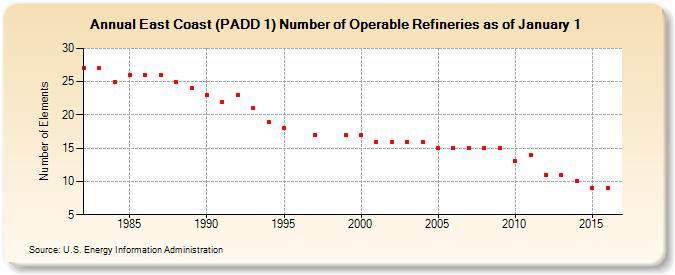 Annual East Coast (PADD 1) Number of Operable Refineries as of January 1
Number of Elements
30
25
20
15
10
5
1985 1990 1995 2000 2005 2010 2015
Source: U.S. Energy Information Administration